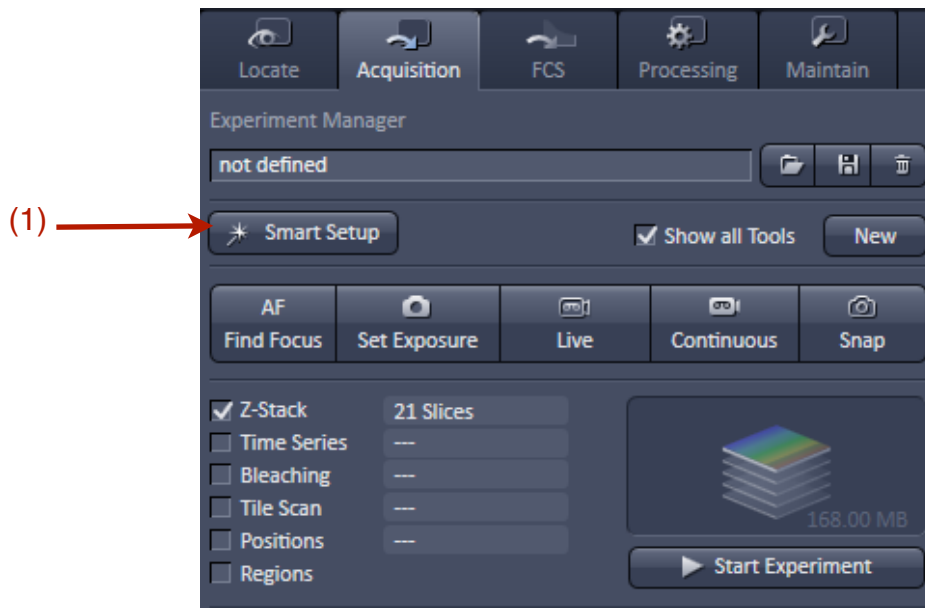 Locate Acquisition FCS Processing Maintain
Experiment Manager
not defined
(1)
Smart Setup Show all Tools New
AF
Find Focus Set Exposure Live Continuous Snap
Z-Stack 21 Slices
Time Series ---
Bleaching ---
Tile Scan ---
168.00 MB
Positions ---
Start Experiment
Regions